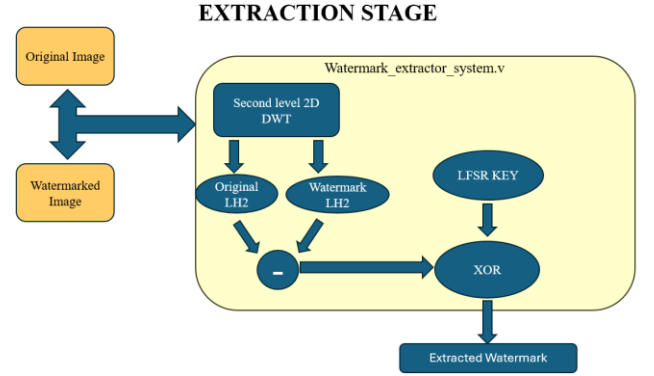 EXTRACTION STAGE
Original Image
Watermark_extractor_system.v
Second level 2D
DWT
Watermarked
Image
Original
LH2
Watermark
LH2
LFSR KEY
-
XOR
Extracted Watermark